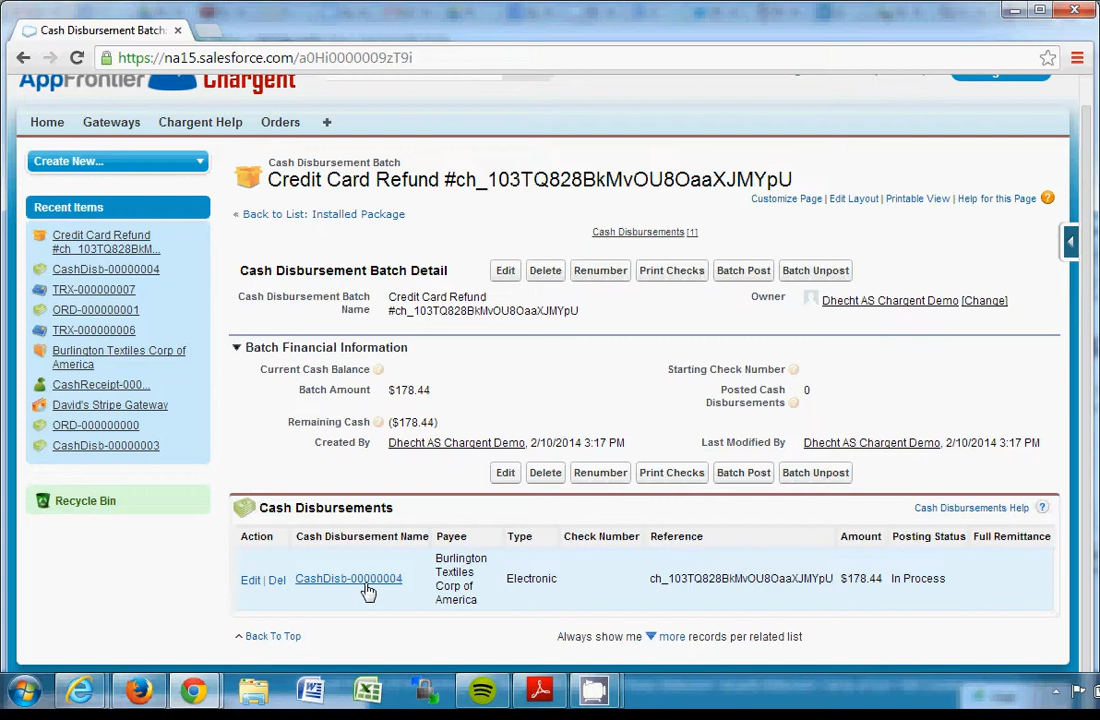 Cash Disbursement Batch:
https://na15.salesforce.com/a0Hi0000009zT9i
AppFrontier Chargent
Home Gateways Chargent Help Orders +
Create New...
Recent Items
Credit Card Refund
#ch_103TQ828BkM...
CashDisb-00000004
TRX-000000007
ORD-000000001
TRX-000000006
Burlington Textiles Corp of
America
CashReceipt-000...
David's Stripe Gateway
ORD-00000000
CashDisb-00000003
Recycle Bin
Cash Disbursement Batch
Credit Card Refund #ch_103TQ828BkMvOU8OaaXJMYpU
Customize Page | Edit Layout | Printable View | Help for this Page ?
« Back to List: Installed Package
Cash Disbursements [1]
Cash Disbursement Batch Detail Edit Delete Renumber Print Checks Batch Post Batch Unpost
Cash Disbursement Batch
Name
Credit Card Refund
#ch_103TQ828BkMvOU8OaaXJMYpU
Owner Dhecht AS Chargent Demo [Change]
Batch Financial Information
Current Cash Balance Starting Check Number
Batch Amount $178.44 Posted Cash
Disbursements 0
Remaining Cash ($178.44)
Created By Dhecht AS Chargent Demo, 2/10/2014 3:17 PM Last Modified By Dhecht AS Chargent Demo, 2/10/2014 3:17 PM
Edit Delete Renumber Print Checks Batch Post Batch Unpost
Cash Disbursements Cash Disbursements Help ?
Action Cash Disbursement Name Payee Type Check Number Reference Amount Posting Status Full Remittance
Edit | Del CashDisb-00000004 Burlington
Textiles
Corp of
America
Electronic ch_103TQ828BkMvOU8OaaXJMYpU $178.44 In Process
Back To Top Always show me more records per related list